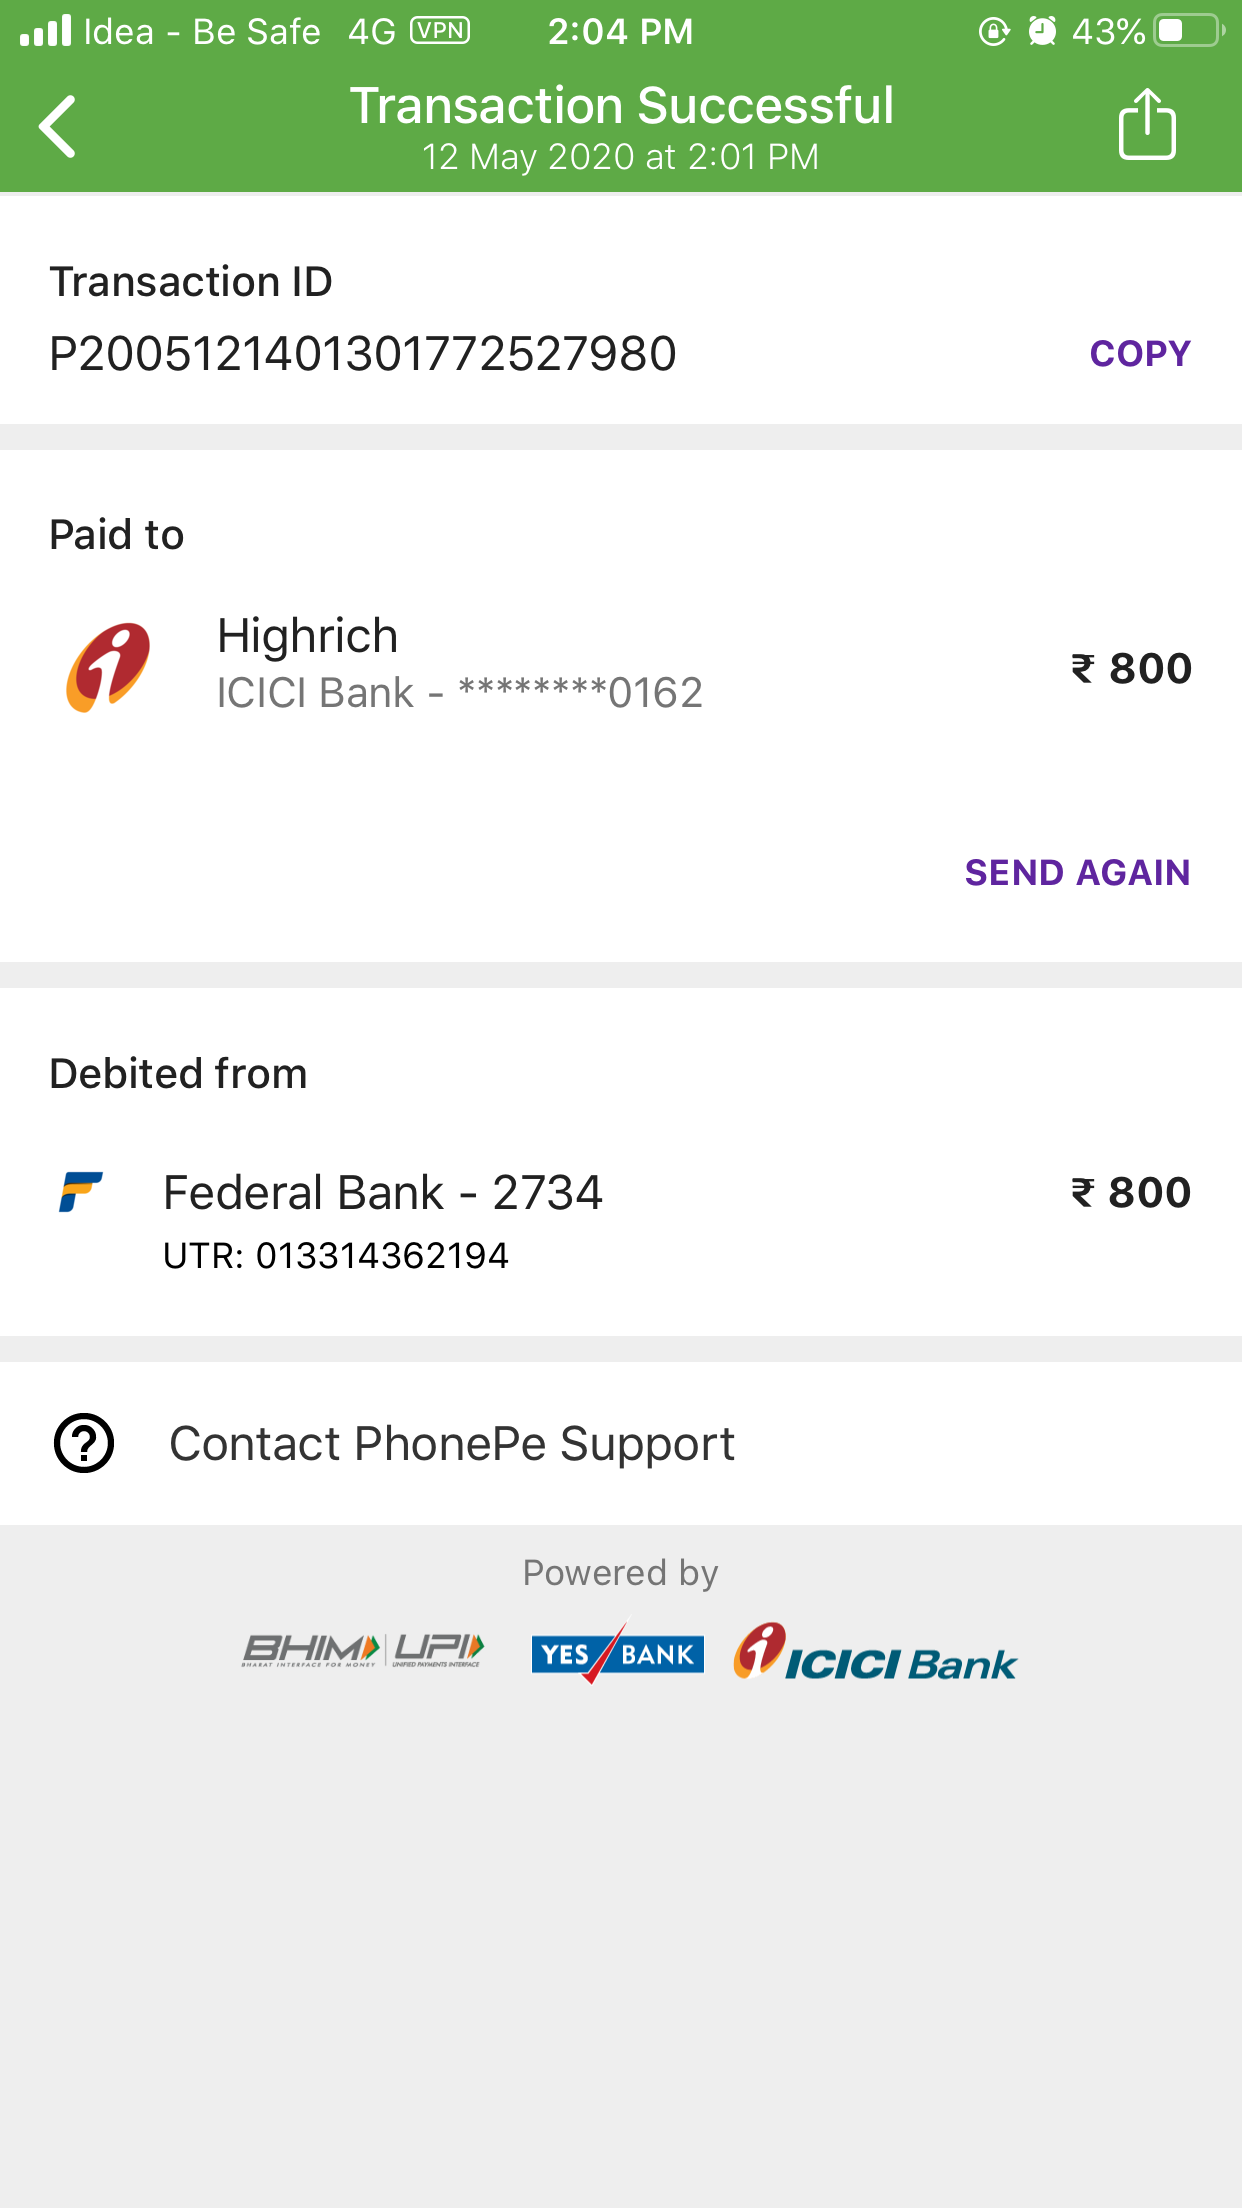 Idea - Be Safe 4G VPN 2:04 PM 43%
Transaction Successful
12 May 2020 at 2:01 PM
Transaction ID
P2005121401301772527980 COPY
Paid to
Highrich
₹ 800
ICICI Bank - ********0162
SEND AGAIN
Debited from
Federal Bank - 2734 ₹ 800
UTR: 013314362194
Contact PhonePe Support
Powered by
BHIM UPI YES BANK ICICI Bank
BHARAT INTERFACE FOR MONEY UNIFIED PAYMENTS INTERFACE